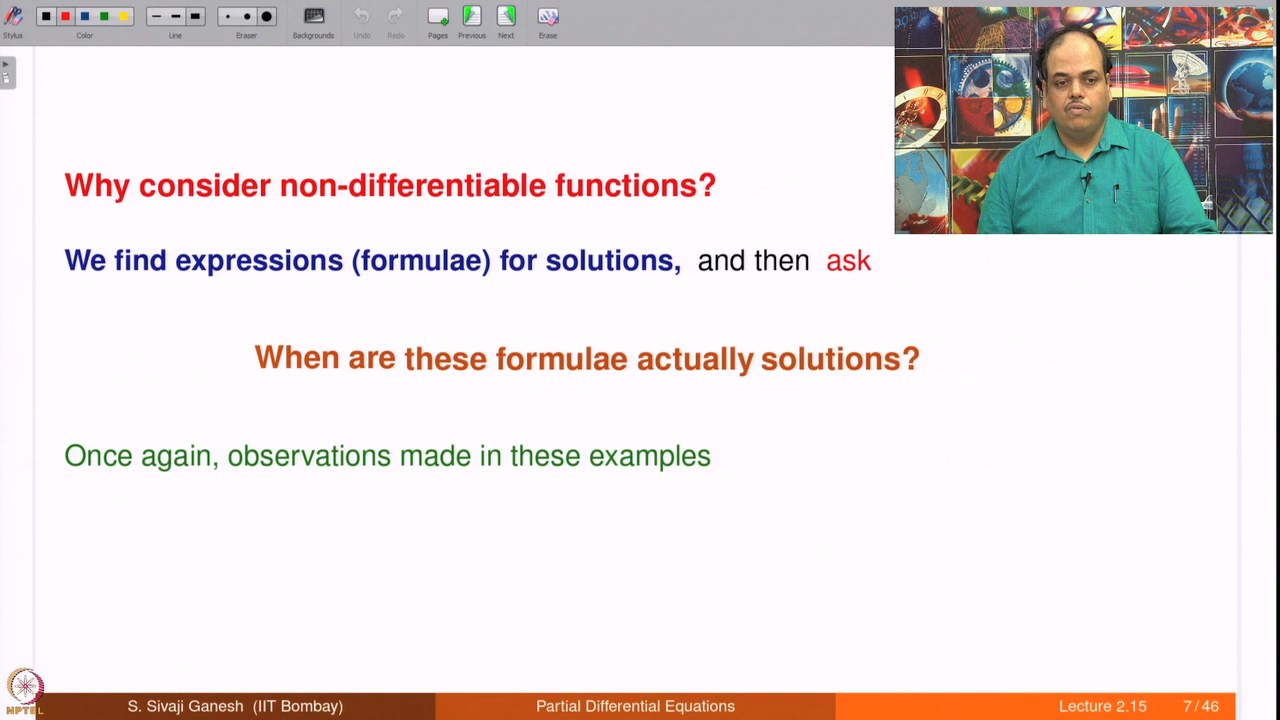 Stylus
Color
Line
Eraser
Backgrounds
Undo
Redo
Pages
Previous
Next
Erase
Why consider non-differentiable functions?
We find expressions (formulae) for solutions, and then ask
When are these formulae actually solutions?
Once again, observations made in these examples
NPTEL
S. Sivaji Ganesh (IIT Bombay)
Partial Differential Equations
Lecture 2.15
7 / 46